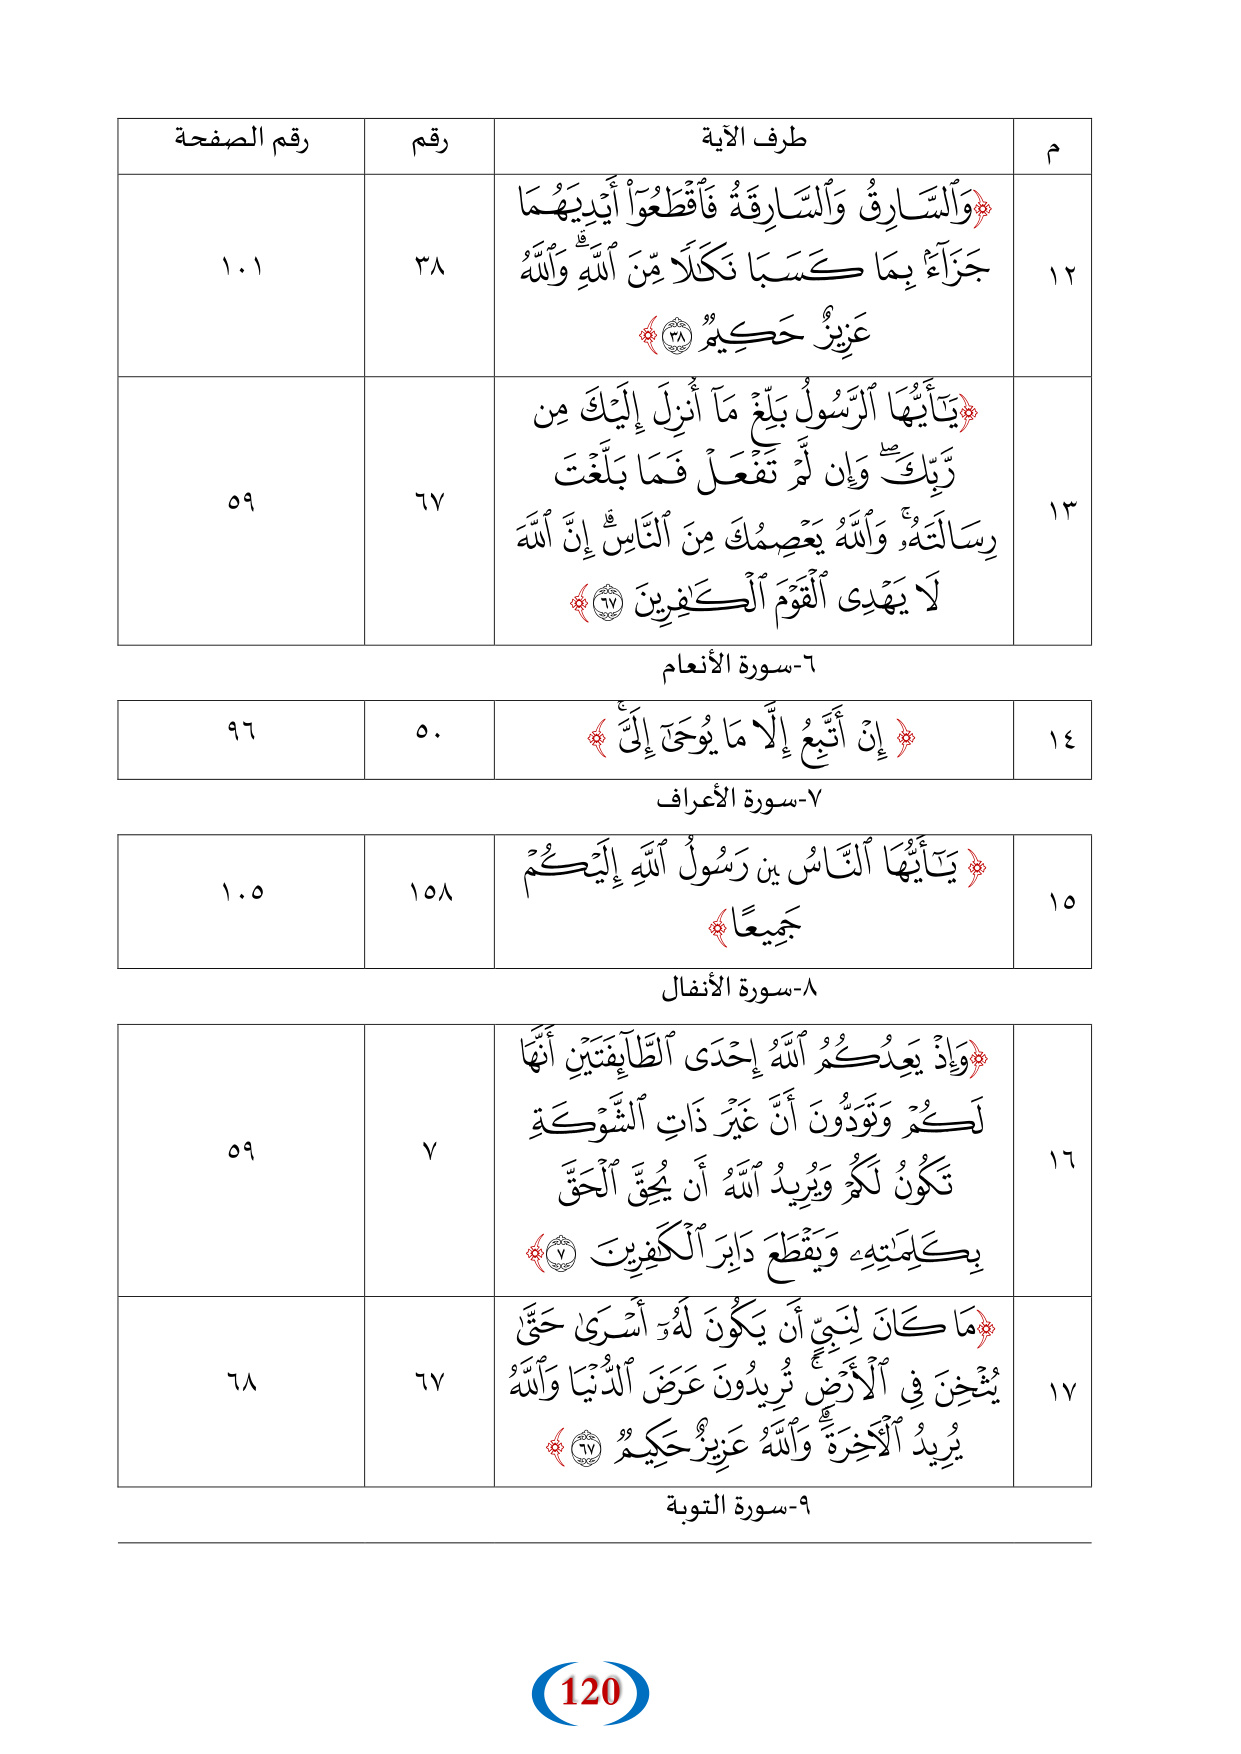 م طرف الآية رقم رقم الصفحة
﴿وَٱلسَّارِقُ وَٱلسَّارِقَةُ فَٱقۡطَعُوٓاْ أَيۡدِيَهُمَا
١٢ جَزَآءَۢ بِمَا كَسَبَا نَكَٰلٗا مِّنَ ٱللَّهِۗ وَٱللَّهُ ٣٨ ١٠١
عَزِيزٌ حَكِيمٞ ٣٨﴾
﴿يَٰٓأَيُّهَا ٱلرَّسُولُ بَلِّغۡ مَآ أُنزِلَ إِلَيۡكَ مِن
رَّبِّكَۖ وَإِن لَّمۡ تَفۡعَلۡ فَمَا بَلَّغۡتَ
١٣ رِسَالَتَهُۥۚ وَٱللَّهُ يَعۡصِمُكَ مِنَ ٱلنَّاسِۗ إِنَّ ٱللَّهَ ٦٧ ٥٩
لَا يَهۡدِي ٱلۡقَوۡمَ ٱلۡكَٰفِرِينَ ٦٧﴾
٦-سورة الأنعام
١٤ ﴿ إِنۡ أَتَّبِعُ إِلَّا مَا يُوحَىٰٓ إِلَيَّۚ ﴾ ٥٠ ٩٦
٧-سورة الأعراف
١٥ ﴿ يَٰٓأَيُّهَا ٱلنَّاسُ ين رَسُولُ ٱللَّهِ إِلَيۡكُمۡ ١٥٨ ١٠٥
جَمِيعًا﴾
٨-سورة الأنفال
﴿وَإِذۡ يَعِدُكُمُ ٱللَّهُ إِحۡدَى ٱلطَّآئِفَتَيۡنِ أَنَّهَا
لَكُمۡ وَتَوَدُّونَ أَنَّ غَيۡرَ ذَاتِ ٱلشَّوۡكَةِ
١٦ تَكُونُ لَكُمۡ وَيُرِيدُ ٱللَّهُ أَن يُحِقَّ ٱلۡحَقَّ ٧ ٥٩
بِكَلِمَٰتِهِۦ وَيَقۡطَعَ دَابِرَ ٱلۡكَٰفِرِينَ ٧﴾
﴿مَا كَانَ لِنَبِيٍّ أَن يَكُونَ لَهُۥٓ أَسۡرَىٰ حَتَّىٰ
١٧ يُثۡخِنَ فِي ٱلۡأَرۡضِۚ تُرِيدُونَ عَرَضَ ٱلدُّنۡيَا وَٱللَّهُ ٦٧ ٦٨
يُرِيدُ ٱلۡأٓخِرَةَۗ وَٱللَّهُ عَزِيزٌ حَكِيمٞ ٦٧﴾
٩-سورة التوبة
120